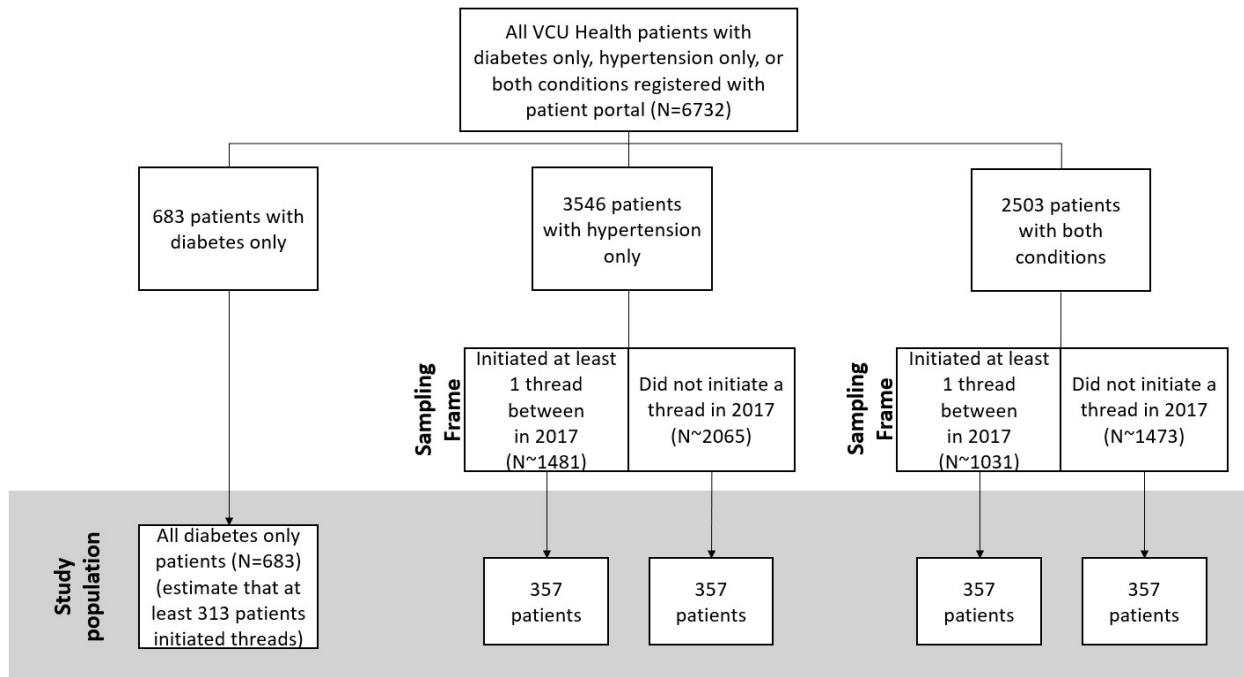 All VCU Health patients with
diabetes only, hypertension only, or
both conditions registered with
patient portal (N=6732)
683 patients with
diabetes only
3546 patients
with hypertension
only
2503 patients
with both
conditions
Sampling
Frame
Initiated at least
1 thread
between
in 2017
(N~1481)
Did not initiate a
thread in 2017
(N~2065)
Sampling
Frame
Initiated at least
1 thread
between
in 2017
(N~1031)
Did not initiate a
thread in 2017
(N~1473)
Study
population
All diabetes only
patients (N=683)
(estimate that at
least 313 patients
initiated threads)
357
patients
357
patients
357
patients
357
patients